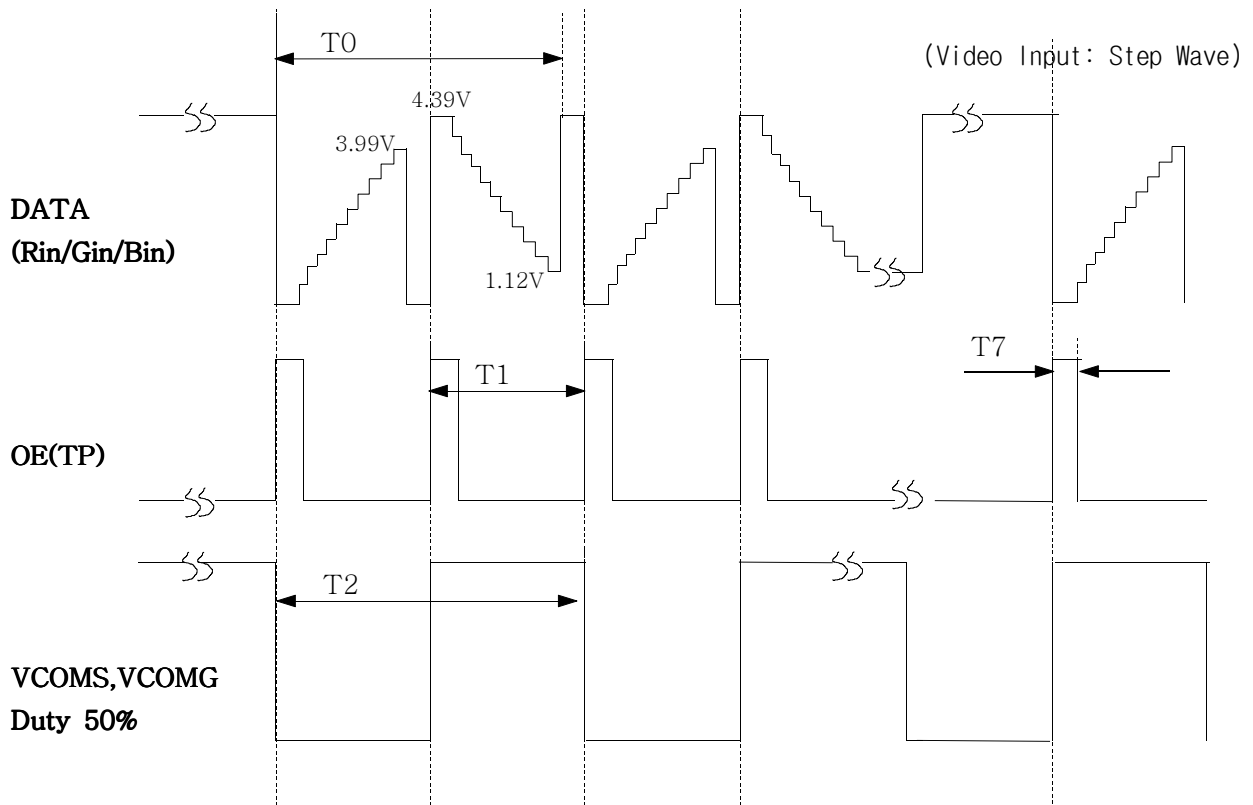 T0
(Video Input: Step Wave)
4.39V
3.99V
DATA
(Rin/Gin/Bin)
1.12V
T7
T1
OE(TP)
T2
VCOMS,VCOMG
Duty 50%